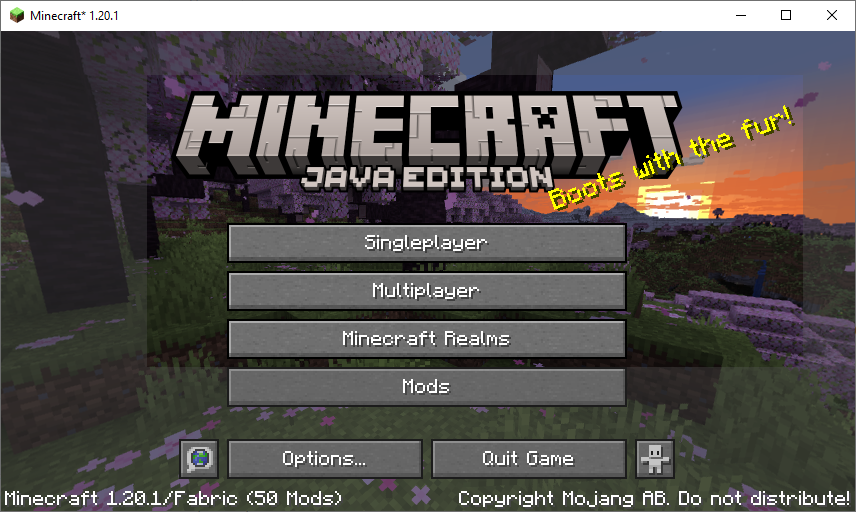 Minecraft* 1.20.1
MINECRAFT
JAVA EDITION
Boots with the fur!
Singleplayer
Multiplayer
Minecraft Realms
Mods
Options...
Quit Game
Minecraft 1.20.1/Fabric (50 Mods)
Copyright Mojang AB. Do not distribute!